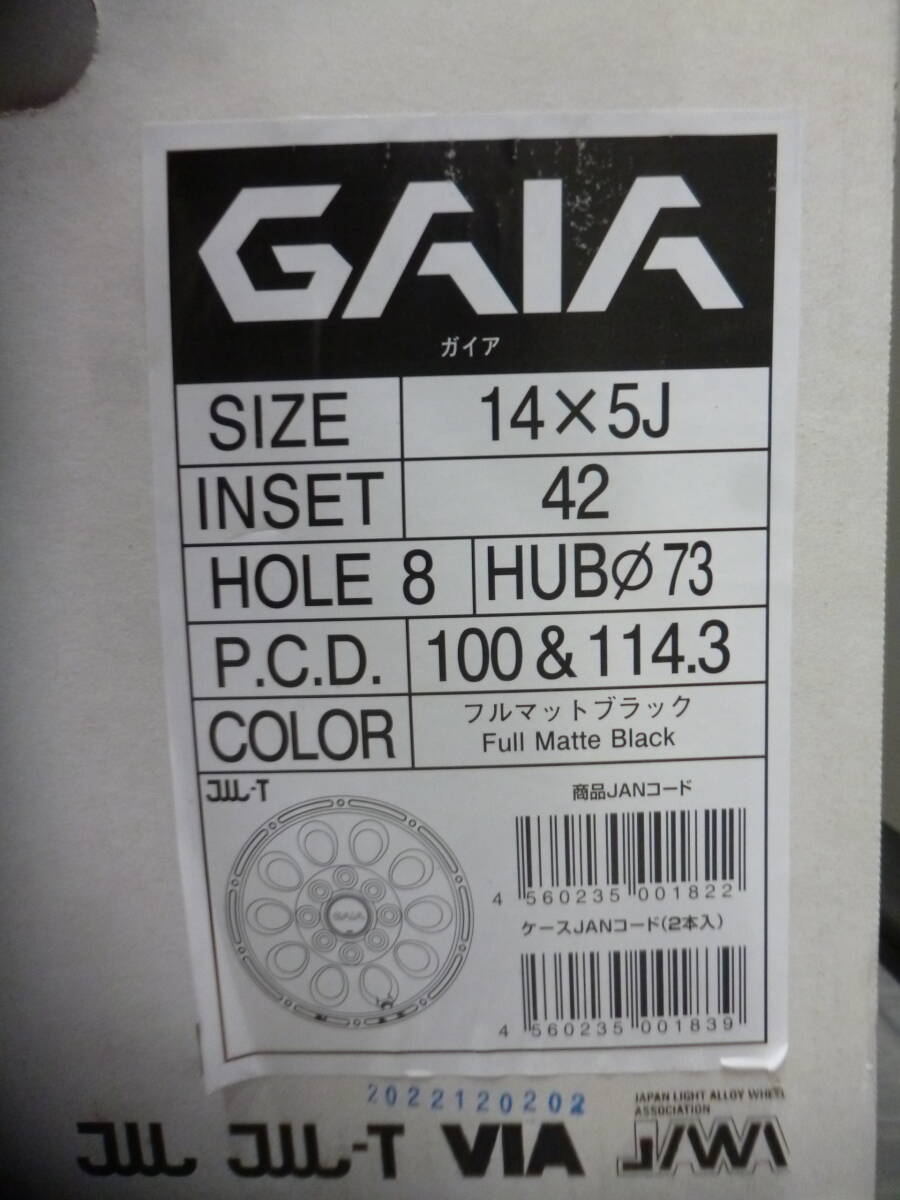 GAIA
ガイア
SIZE 14×5J
INSET 42
HOLE 8 HUBØ73
P.C.D. 100 & 114.3
COLOR フルマットブラック
Full Matte Black
JWL-T
GAIA
商品JANコード
4 560235 001822
ケースJANコード(2本入)
4 560235 001839
2022120202
JAPAN LIGHT ALLOY WHEEL
ASSOCIATION
JWL JWL-T VIA JAWA